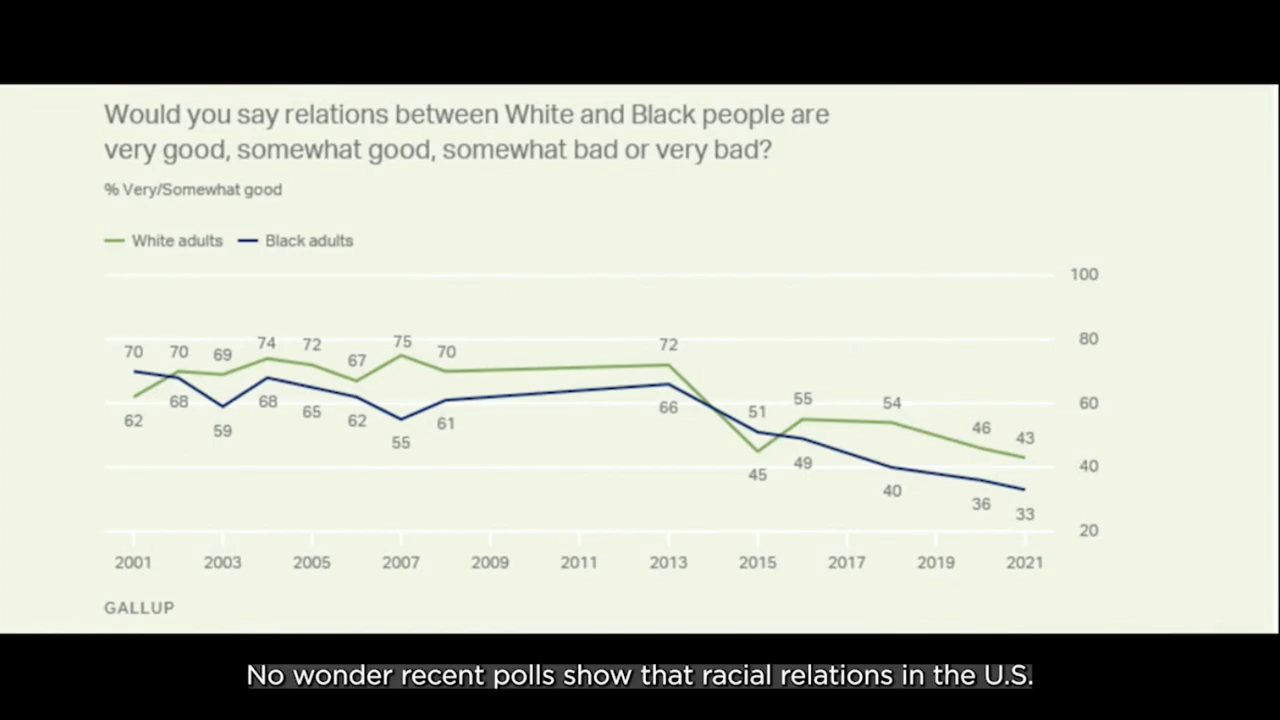 Would you say relations between White and Black people are
very good, somewhat good, somewhat bad or very bad?
% Very/Somewhat good
White adults Black adults
100
80
60
40
20
70 70 69 74 72 67 75 70 72 51 55 54 46 43
62 68 59 68 65 62 55 61 66 45 49 40 36 33
2001 2003 2005 2007 2009 2011 2013 2015 2017 2019 2021
GALLUP
No wonder recent polls show that racial relations in the U.S.